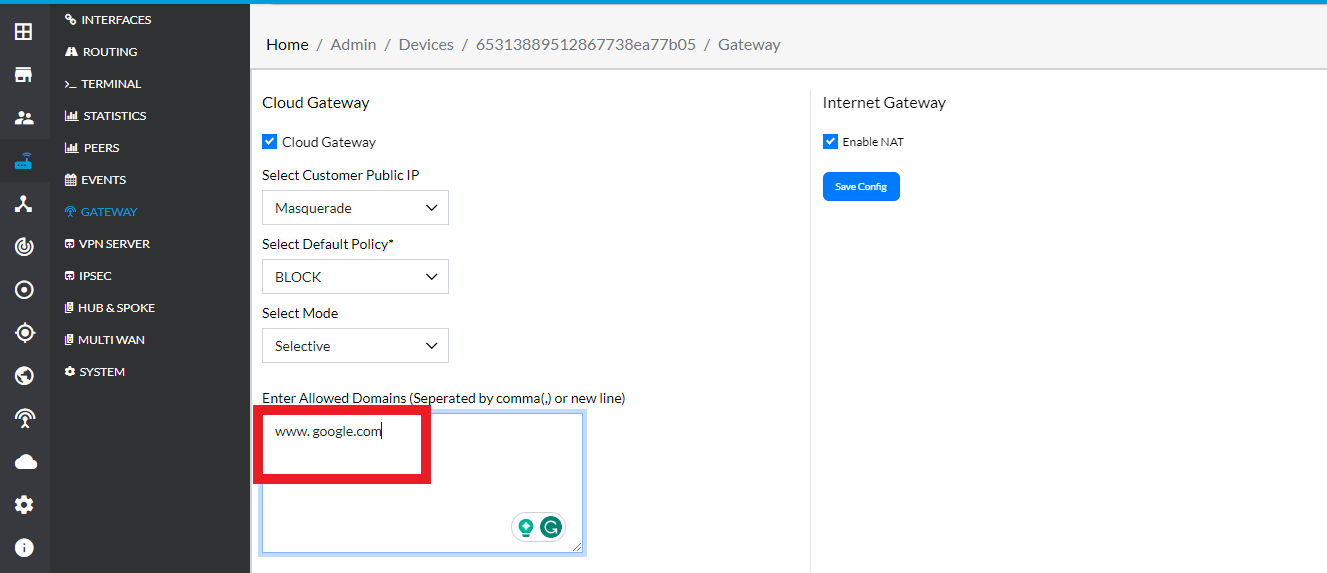 INTERFACES
ROUTING
TERMINAL
STATISTICS
PEERS
EVENTS
GATEWAY
VPN SERVER
IPSEC
HUB & SPOKE
MULTI WAN
SYSTEM
Home / Admin / Devices / 65313889512867738ea77b05 / Gateway
Cloud Gateway
Cloud Gateway
Select Customer Public IP
Masquerade
Select Default Policy*
BLOCK
Select Mode
Selective
Enter Allowed Domains (Seperated by comma(,) or new line)
www. google.com
Internet Gateway
Enable NAT
Save Config